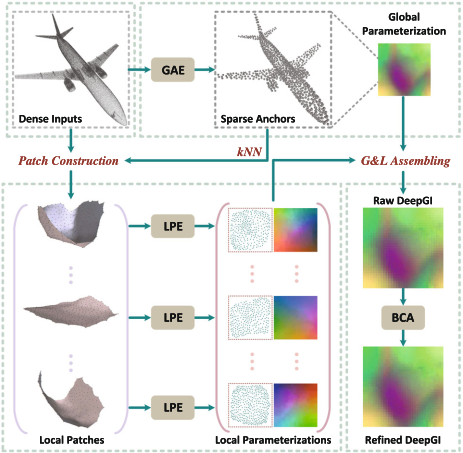 Global
Parameterization
GAE
Dense Inputs
Sparse Anchors
Patch Construction
kNN
G&L Assembling
Raw DeepGI
LPE
LPE
BCA
LPE
Local Patches
Local Parameterizations
Refined DeepGI